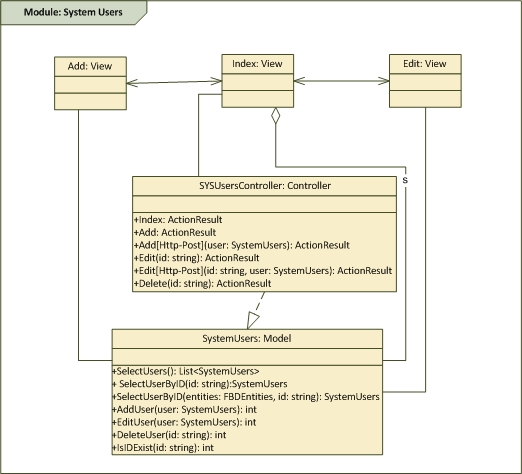 Module: System Users
Add: View
Index: View
Edit: View
s
SYSUsersController: Controller
+Index: ActionResult
+Add: ActionResult
+Add[Http-Post](user: SystemUsers): ActionResult
+Edit(id: string): ActionResult
+Edit[Http-Post](id: string, user: SystemUsers): ActionResult
+Delete(id: string): ActionResult
SystemUsers: Model
+SelectUsers(): List<SystemUsers>
+ SelectUserByID(id: string):SystemUsers
+SelectUserByID(entities: FBDEntities, id: string): SystemUsers
+AddUser(user: SystemUsers): int
+EditUser(user: SystemUsers): int
+DeleteUser(id: string): int
+IsIDExist(id: string): int